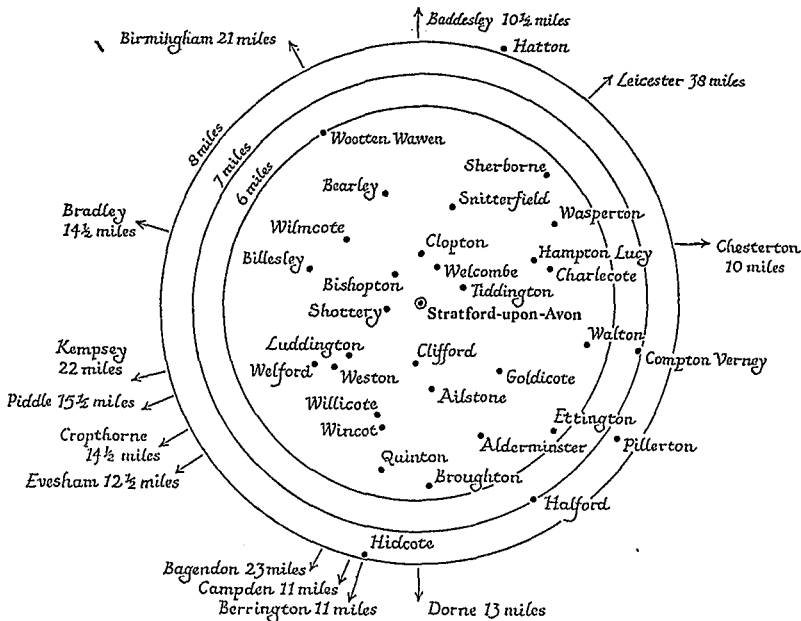 Baddesley 10½ miles
Birmingham 21 miles
Hatton
Leicester 38 miles
8 miles
7 miles
6 miles
Wootten Wawen
Sherborne
Bearley
Snitterfield
Bradley
14½ miles
Wasperton
Wilmcote
Clopton
Chesterton
10 miles
Billesley
Hampton Lucy
Welcombe
Charlecote
Bishopton
Tiddington
Shottery
Stratford-upon-Avon
Walton
Luddington
Kempsey
22 miles
Clifford
Compton Verney
Welford
Weston
Goldicote
Piddle 15½ miles
Ailstone
Willicote
Ettington
Cropthorne
14½ miles
Wincot
Alderminster
Pillerton
Evesham 12½ miles
Quinton
Broughton
Halford
Hidcote
Bagendon 23 miles
Campden 11 miles
Berrington 11 miles
Dorne 13 miles